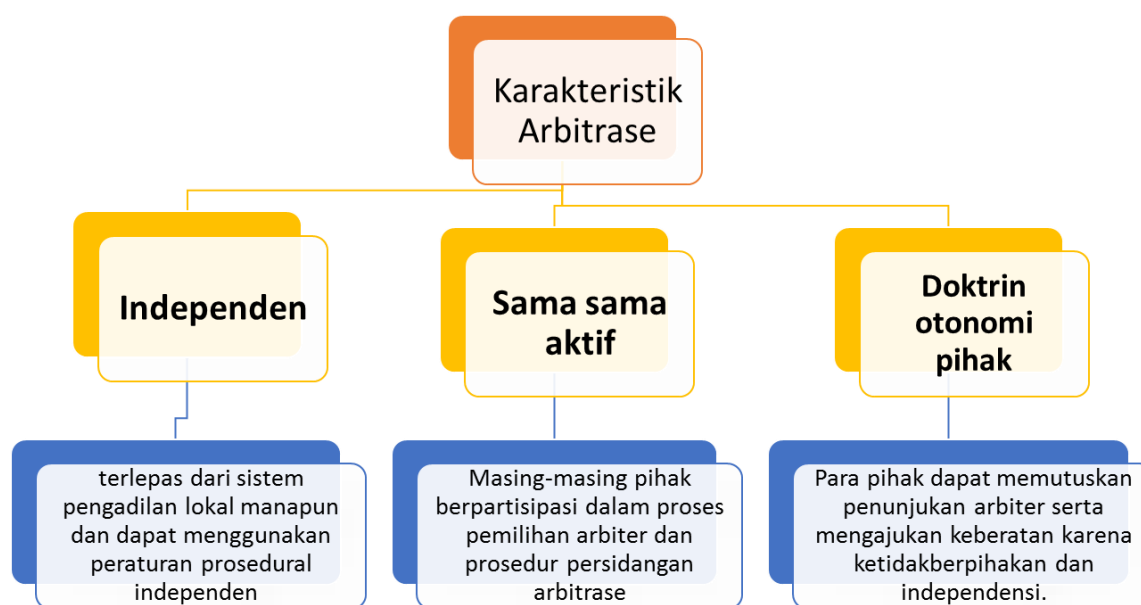 Karakteristik
Arbitrase
Independen
terlepas dari sistem
pengadilan lokal manapun
dan dapat menggunakan
peraturan prosedural
independen
Sama sama
aktif
Masing-masing pihak
berpartisipasi dalam proses
pemilihan arbiter dan
prosedur persidangan
arbitrase
Doktrin
otonomi
pihak
Para pihak dapat memutuskan
penunjukan arbiter serta
mengajukan keberatan karena
ketidakberpihakan dan
independensi.